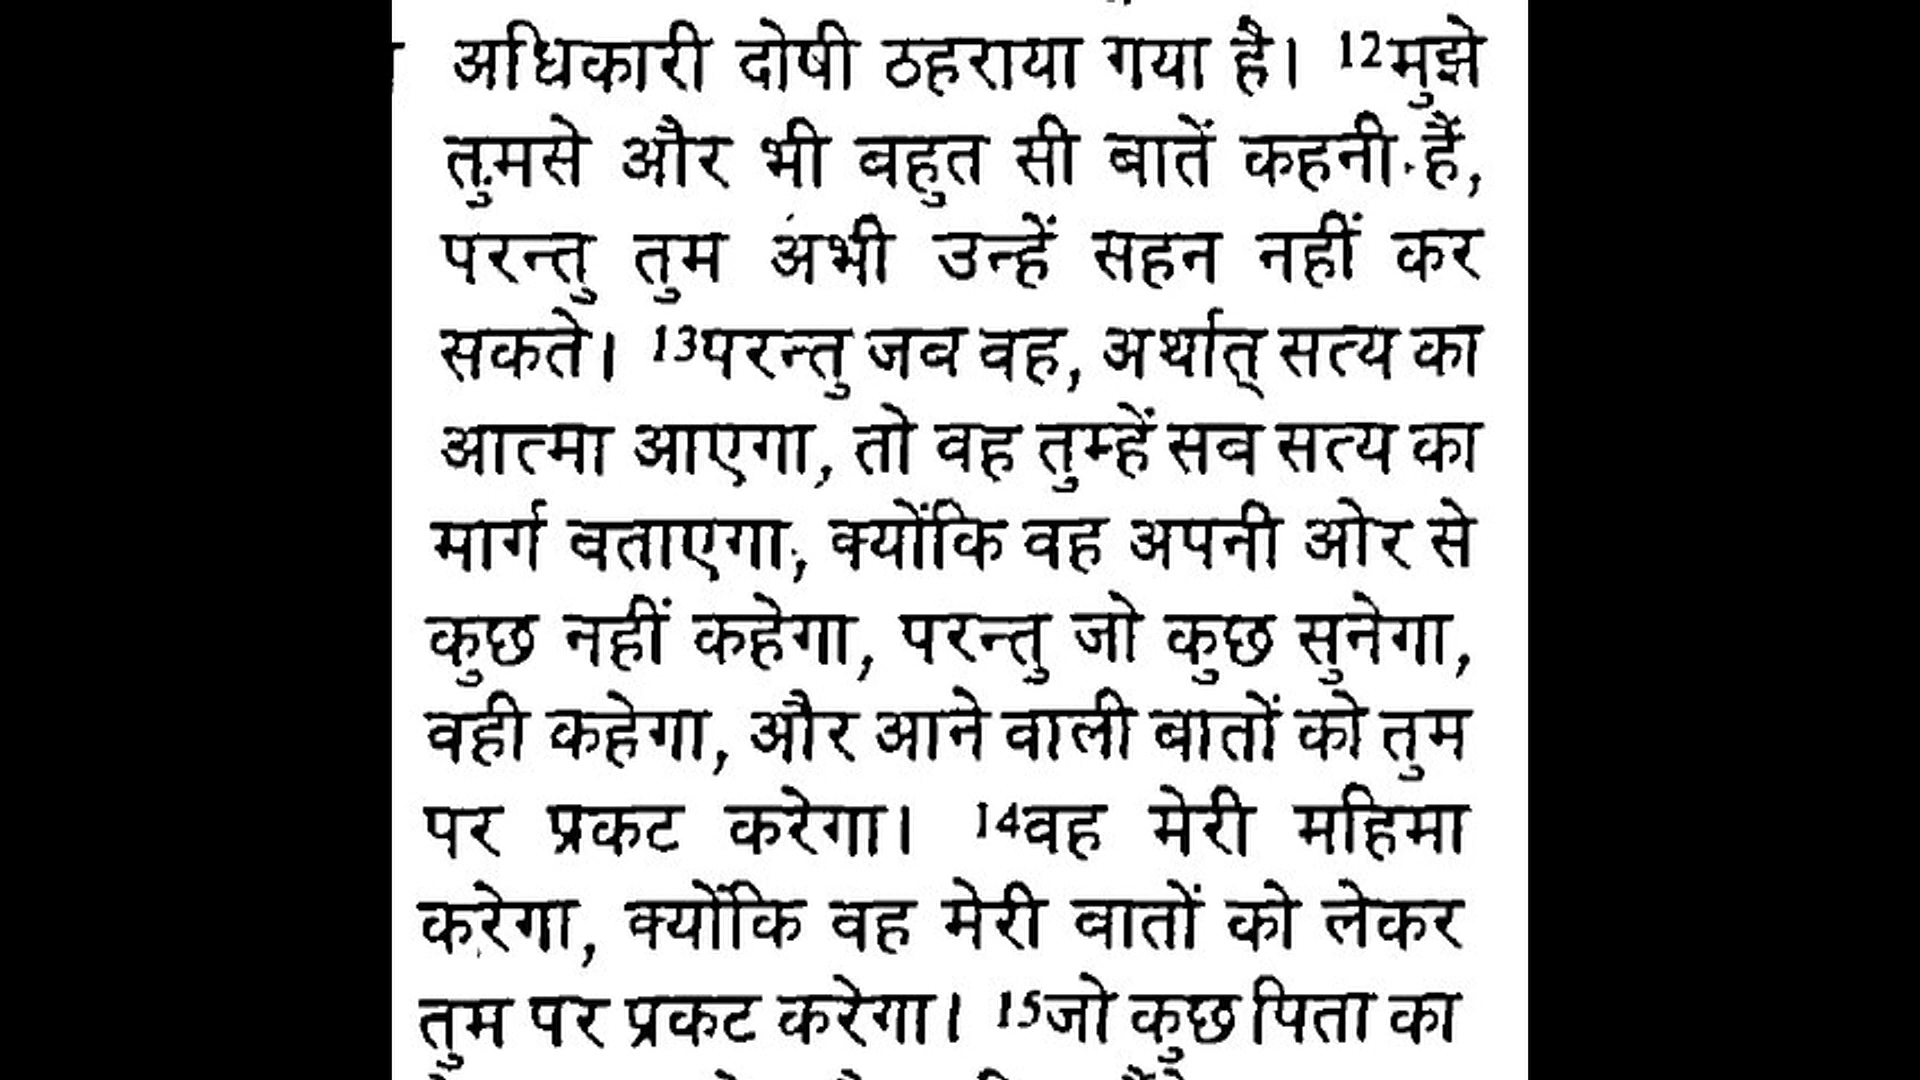 अधिकारी दोषी ठहराया गया है। 12मुझे
तुमसे और भी बहुत सी बातें कहनी हैं,
परन्तु तुम अभी उन्हें सहन नहीं कर
सकते। 13परन्तु जब वह, अर्थात् सत्य का
आत्मा आएगा, तो वह तुम्हें सब सत्य का
मार्ग बताएगा, क्योंकि वह अपनी ओर से
कुछ नहीं कहेगा, परन्तु जो कुछ सुनेगा,
वही कहेगा, और आने वाली बातों को तुम
पर प्रकट करेगा। 14वह मेरी महिमा
करेगा, क्योंकि वह मेरी बातों को लेकर
तुम पर प्रकट करेगा। 15जो कुछ पिता का